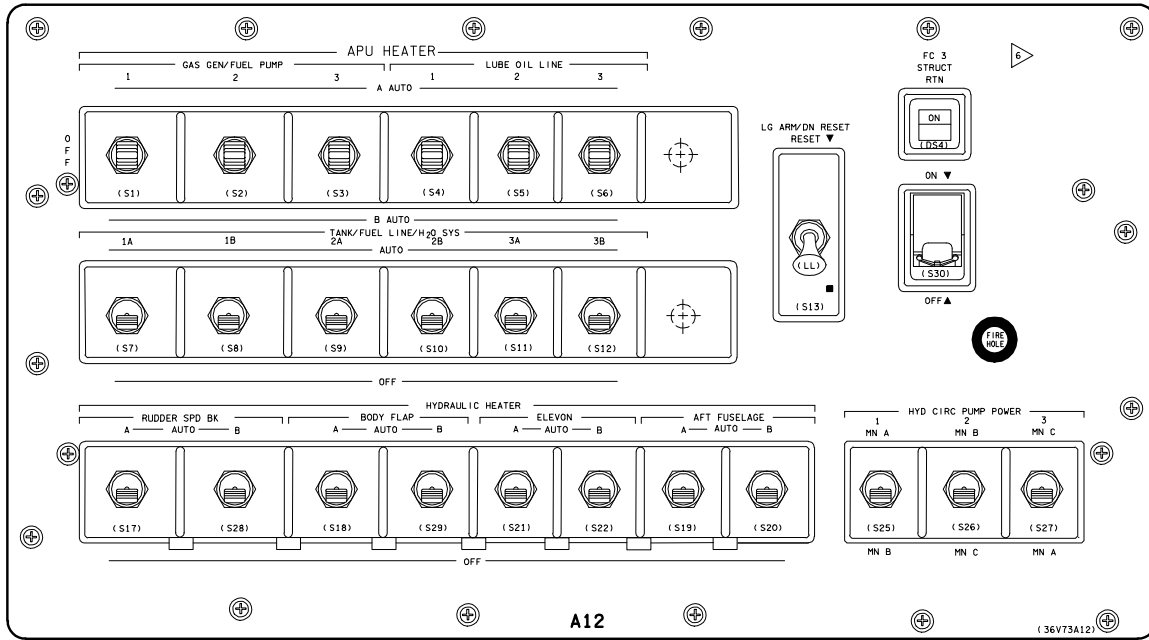 APU HEATER
GAS GEN/FUEL PUMP LUBE OIL LINE
1 2 3 1 2 3
A AUTO
OFF
(S1) (S2) (S3) (S4) (S5) (S6)
B AUTO
TANK/FUEL LINE/H2O SYS
1A 1B 2A 2B 3A 3B
AUTO
(S7) (S8) (S9) (S10) (S11) (S12)
OFF
LG ARM/DN RESET
RESET ▼
(LL)
(S13)
FC 3
STRUCT
RTN
6
ON
(DS4)
ON ▼
(S30)
OFF ▲
FIRE
HOLE
HYDRAULIC HEATER
RUDDER SPD BK BODY FLAP ELEVON AFT FUSELAGE
A AUTO B A AUTO B A AUTO B A AUTO B
(S17) (S28) (S18) (S29) (S21) (S22) (S19) (S20)
OFF
HYD CIRC PUMP POWER
1 2 3
MN A MN B MN C
(S25) (S26) (S27)
MN B MN C MN A
A12
(36V73A12)